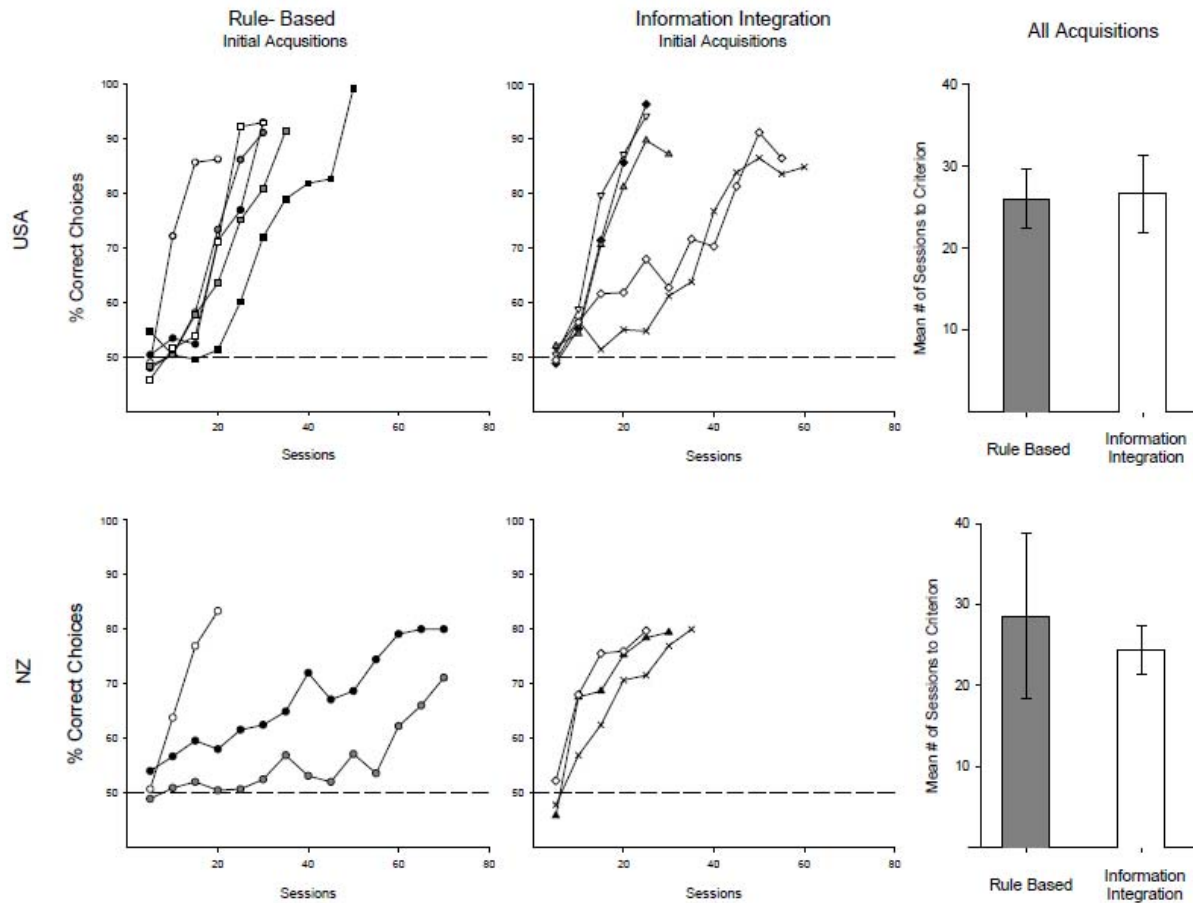 Rule- Based
Initial Acqusitions
Information Integration
Initial Acquisitions
All Acquisitions
USA
% Correct Choices
100
90
80
70
60
50
20
40
60
80
Sessions
100
90
80
70
60
50
20
40
60
80
Sessions
Mean # of Sessions to Criterion
40
30
20
10
Rule Based
Information
Integration
NZ
% Correct Choices
100
90
80
70
60
50
20
40
60
80
Sessions
100
90
80
70
60
50
20
40
60
80
Sessions
Mean # of Sessions to Criterion
40
30
20
10
Rule Based
Information
Integration